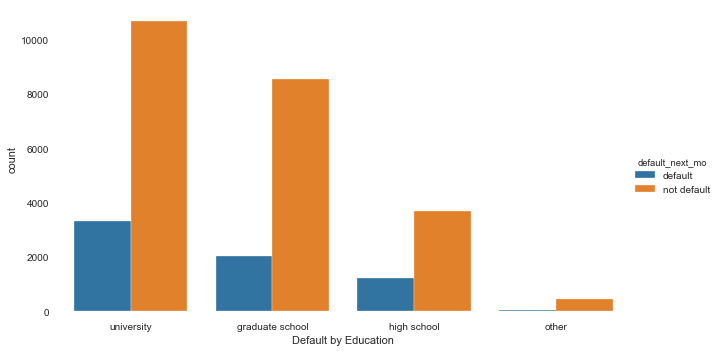 10000
8000
6000
4000
2000
0
count
university
graduate school
high school
other
Default by Education
default_next_mo
default
not default